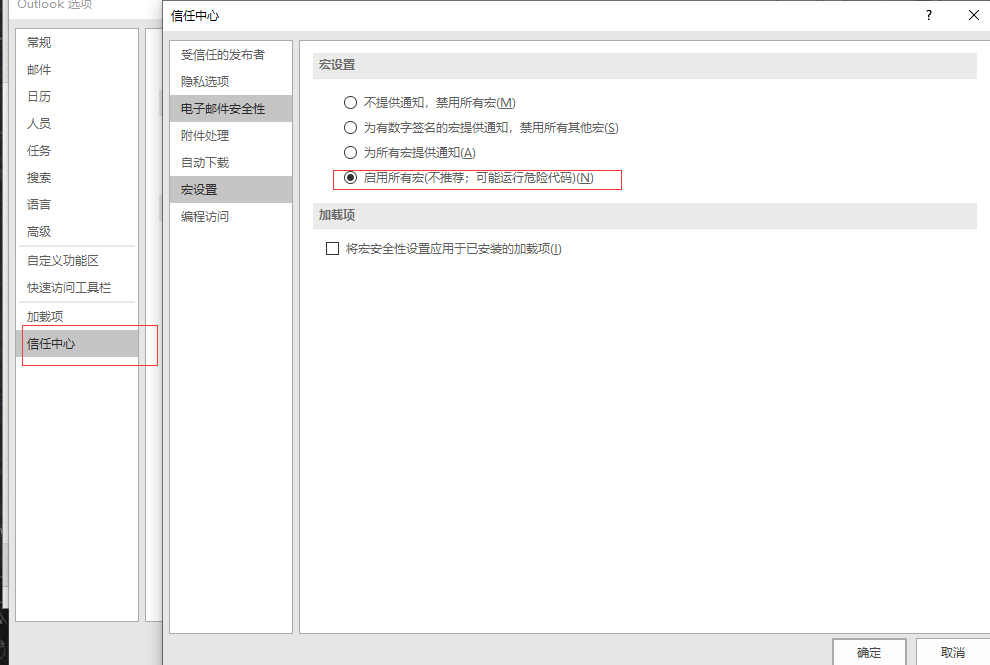 Outlook 选项
常规
邮件
日历
人员
任务
搜索
语言
高级
自定义功能区
快速访问工具栏
加载项
信任中心
信任中心
?
受信任的发布者
隐私选项
电子邮件安全性
附件处理
自动下载
宏设置
编程访问
宏设置
不提供通知，禁用所有宏(M)
为有数字签名的宏提供通知，禁用所有其他宏(S)
为所有宏提供通知(A)
启用所有宏(不推荐；可能运行危险代码)(N)
加载项
将宏安全性设置应用于已安装的加载项(I)
确定
取消